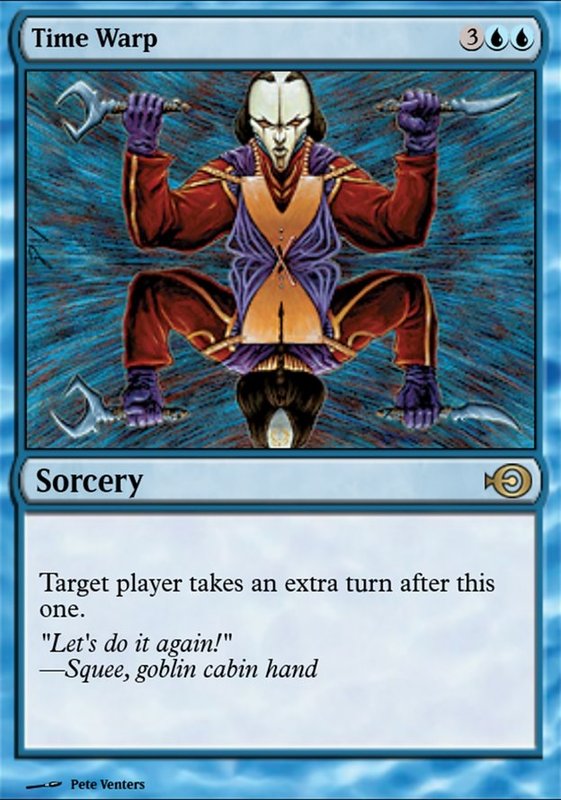 Time Warp 3
Sorcery
Target player takes an extra turn after this
one.
"Let's do it again!"
—Squee, goblin cabin hand
Pete Venters